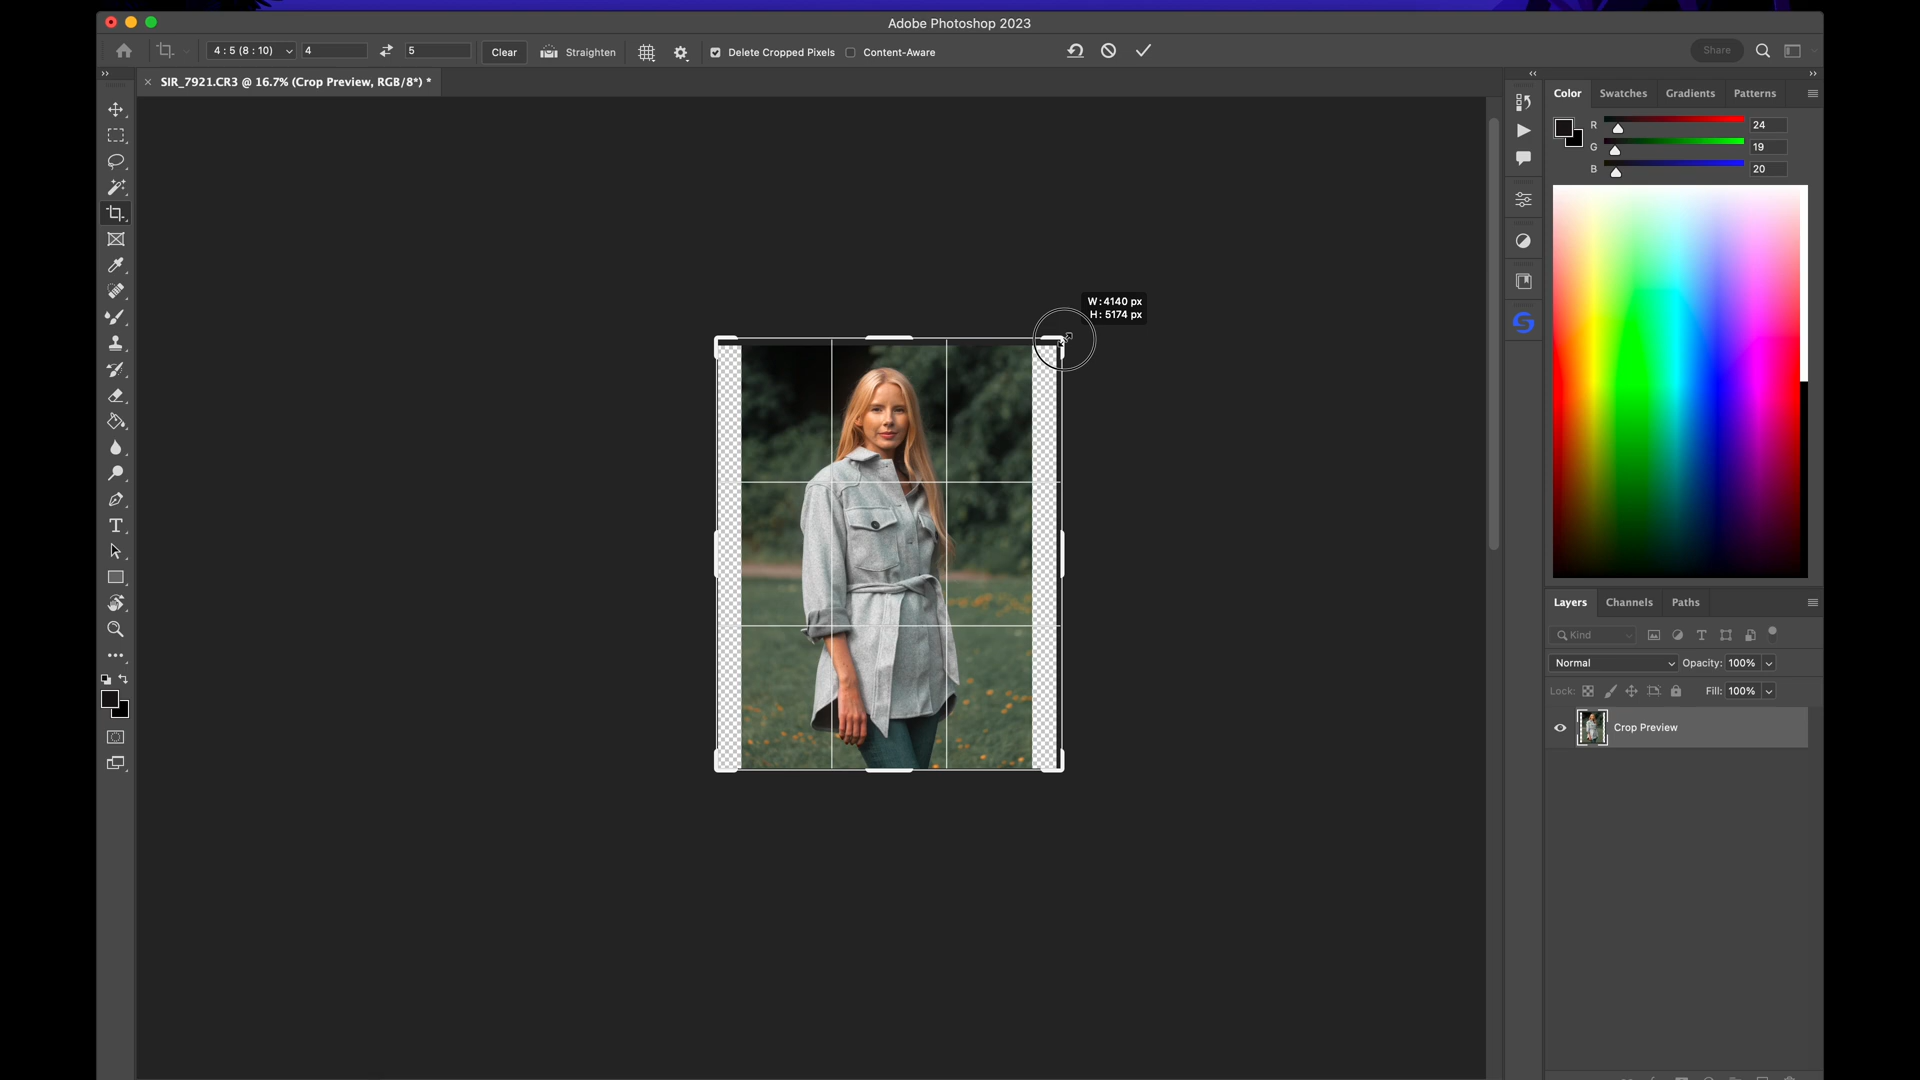 Adobe Photoshop 2023
4 : 5 (8 : 10)
4
5
Clear
Straighten
Delete Cropped Pixels
Content-Aware
Share
SIR_7921.CR3 @ 16.7% (Crop Preview, RGB/8*) *
W: 4140 px
H: 5174 px
Color
Swatches
Gradients
Patterns
R
24
G
19
B
20
Layers
Channels
Paths
Kind
Normal
Opacity: 100%
Lock:
Fill: 100%
Crop Preview